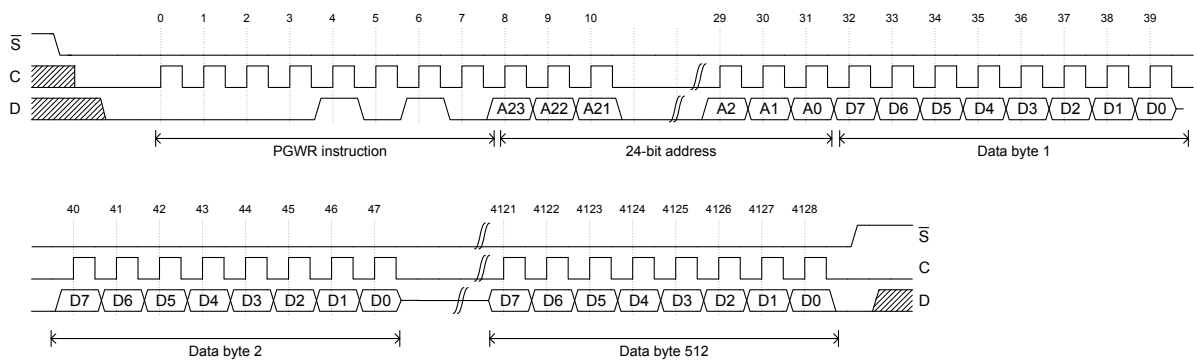 0 1 2 3 4 5 6 7 8 9 10 29 30 31 32 33 34 35 36 37 38 39
S
C
D A23 A22 A21 A2 A1 A0 D7 D6 D5 D4 D3 D2 D1 D0
PGWR instruction 24-bit address Data byte 1
40 41 42 43 44 45 46 47 4121 4122 4123 4124 4125 4126 4127 4128
S
C
D7 D6 D5 D4 D3 D2 D1 D0 D7 D6 D5 D4 D3 D2 D1 D0 D
Data byte 2 Data byte 512